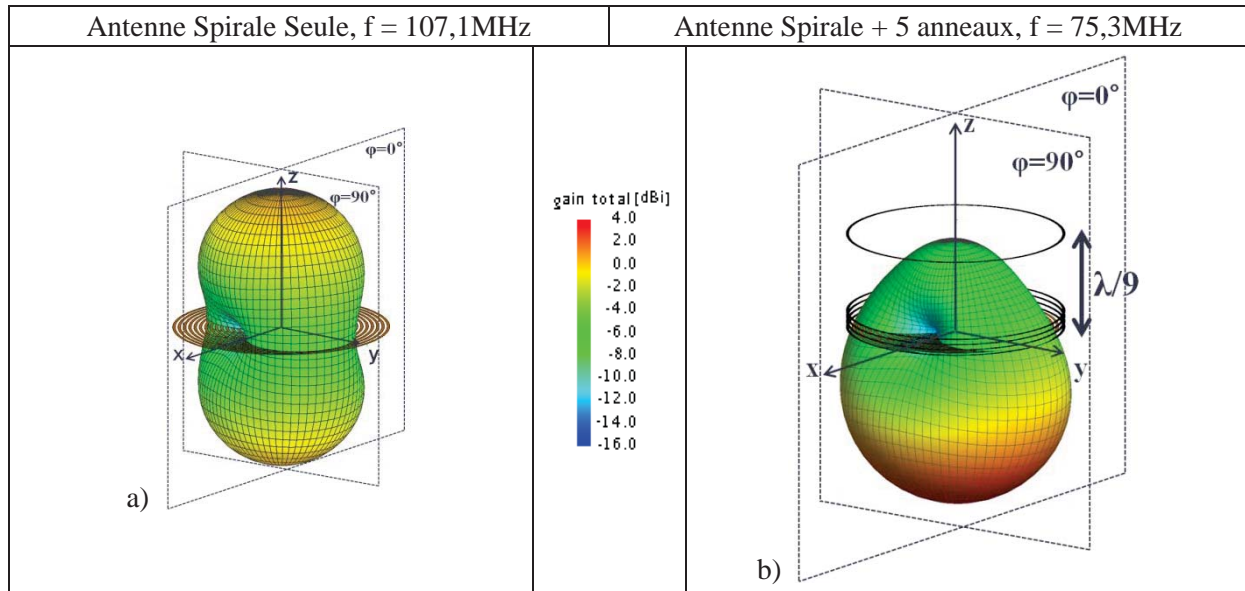 Antenne Spirale Seule, f = 107,1MHz
Antenne Spirale + 5 anneaux, f = 75,3MHz
φ=0°
z
φ=90°
x
y
a)
gain total [dBi]
4.0
2.0
0.0
-2.0
-4.0
-6.0
-8.0
-10.0
-12.0
-14.0
-16.0
φ=0°
z
φ=90°
λ/9
x
y
b)